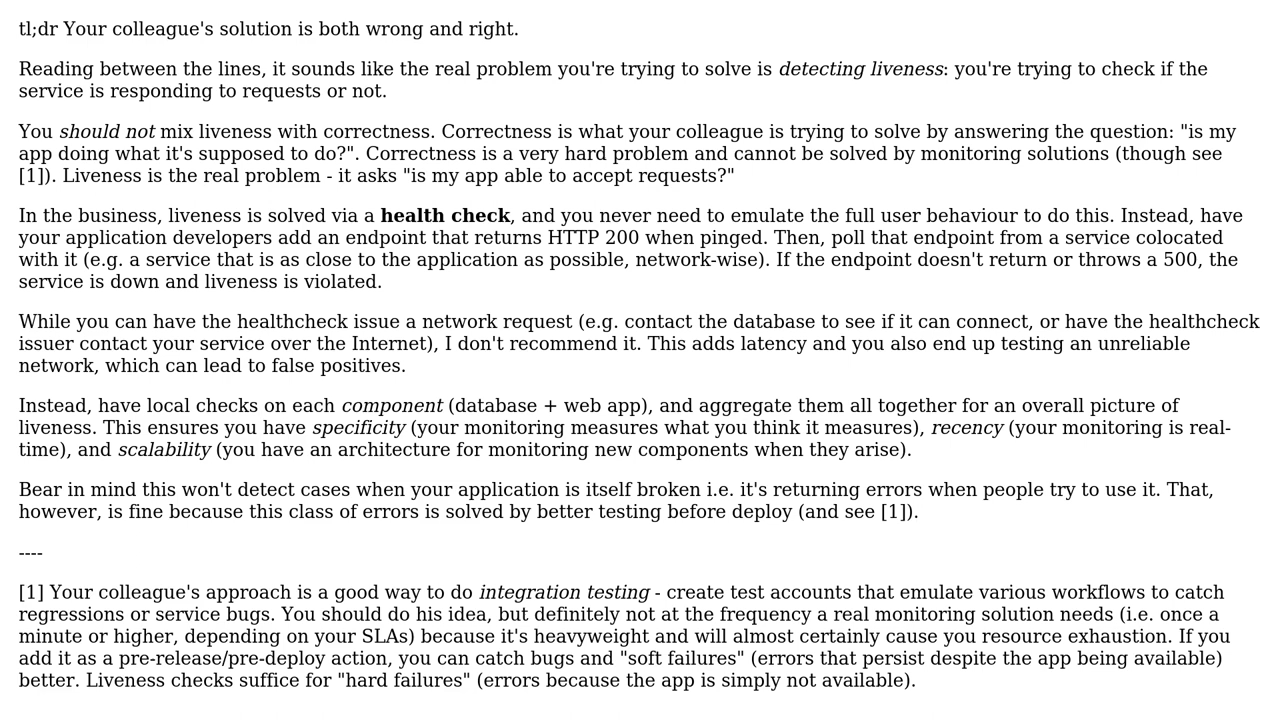 tl;dr Your colleague's solution is both wrong and right.
Reading between the lines, it sounds like the real problem you're trying to solve is detecting liveness: you're trying to check if the
service is responding to requests or not.
You should not mix liveness with correctness. Correctness is what your colleague is trying to solve by answering the question: "is my
app doing what it's supposed to do?". Correctness is a very hard problem and cannot be solved by monitoring solutions (though see
[1]). Liveness is the real problem - it asks "is my app able to accept requests?"
In the business, liveness is solved via a health check, and you never need to emulate the full user behaviour to do this. Instead, have
your application developers add an endpoint that returns HTTP 200 when pinged. Then, poll that endpoint from a service colocated
with it (e.g. a service that is as close to the application as possible, network-wise). If the endpoint doesn't return or throws a 500, the
service is down and liveness is violated.
While you can have the healthcheck issue a network request (e.g. contact the database to see if it can connect, or have the healthcheck
issuer contact your service over the Internet), I don't recommend it. This adds latency and you also end up testing an unreliable
network, which can lead to false positives.
Instead, have local checks on each component (database + web app), and aggregate them all together for an overall picture of
liveness. This ensures you have specificity (your monitoring measures what you think it measures), recency (your monitoring is real-
time), and scalability (you have an architecture for monitoring new components when they arise).
Bear in mind this won't detect cases when your application is itself broken i.e. it's returning errors when people try to use it. That,
however, is fine because this class of errors is solved by better testing before deploy (and see [1]).
----
[1] Your colleague's approach is a good way to do integration testing - create test accounts that emulate various workflows to catch
regressions or service bugs. You should do his idea, but definitely not at the frequency a real monitoring solution needs (i.e. once a
minute or higher, depending on your SLAs) because it's heavyweight and will almost certainly cause you resource exhaustion. If you
add it as a pre-release/pre-deploy action, you can catch bugs and "soft failures" (errors that persist despite the app being available)
better. Liveness checks suffice for "hard failures" (errors because the app is simply not available).